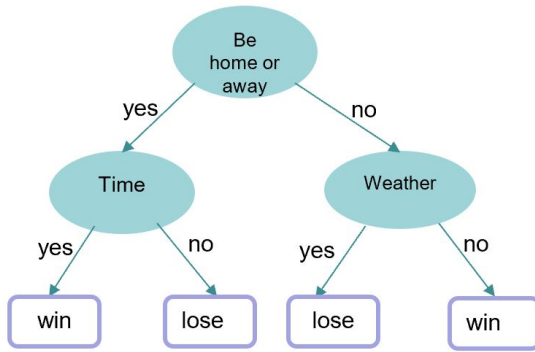 Be
home or
away
yes
no
Time
Weather
yes
no
yes
no
win
lose
lose
win